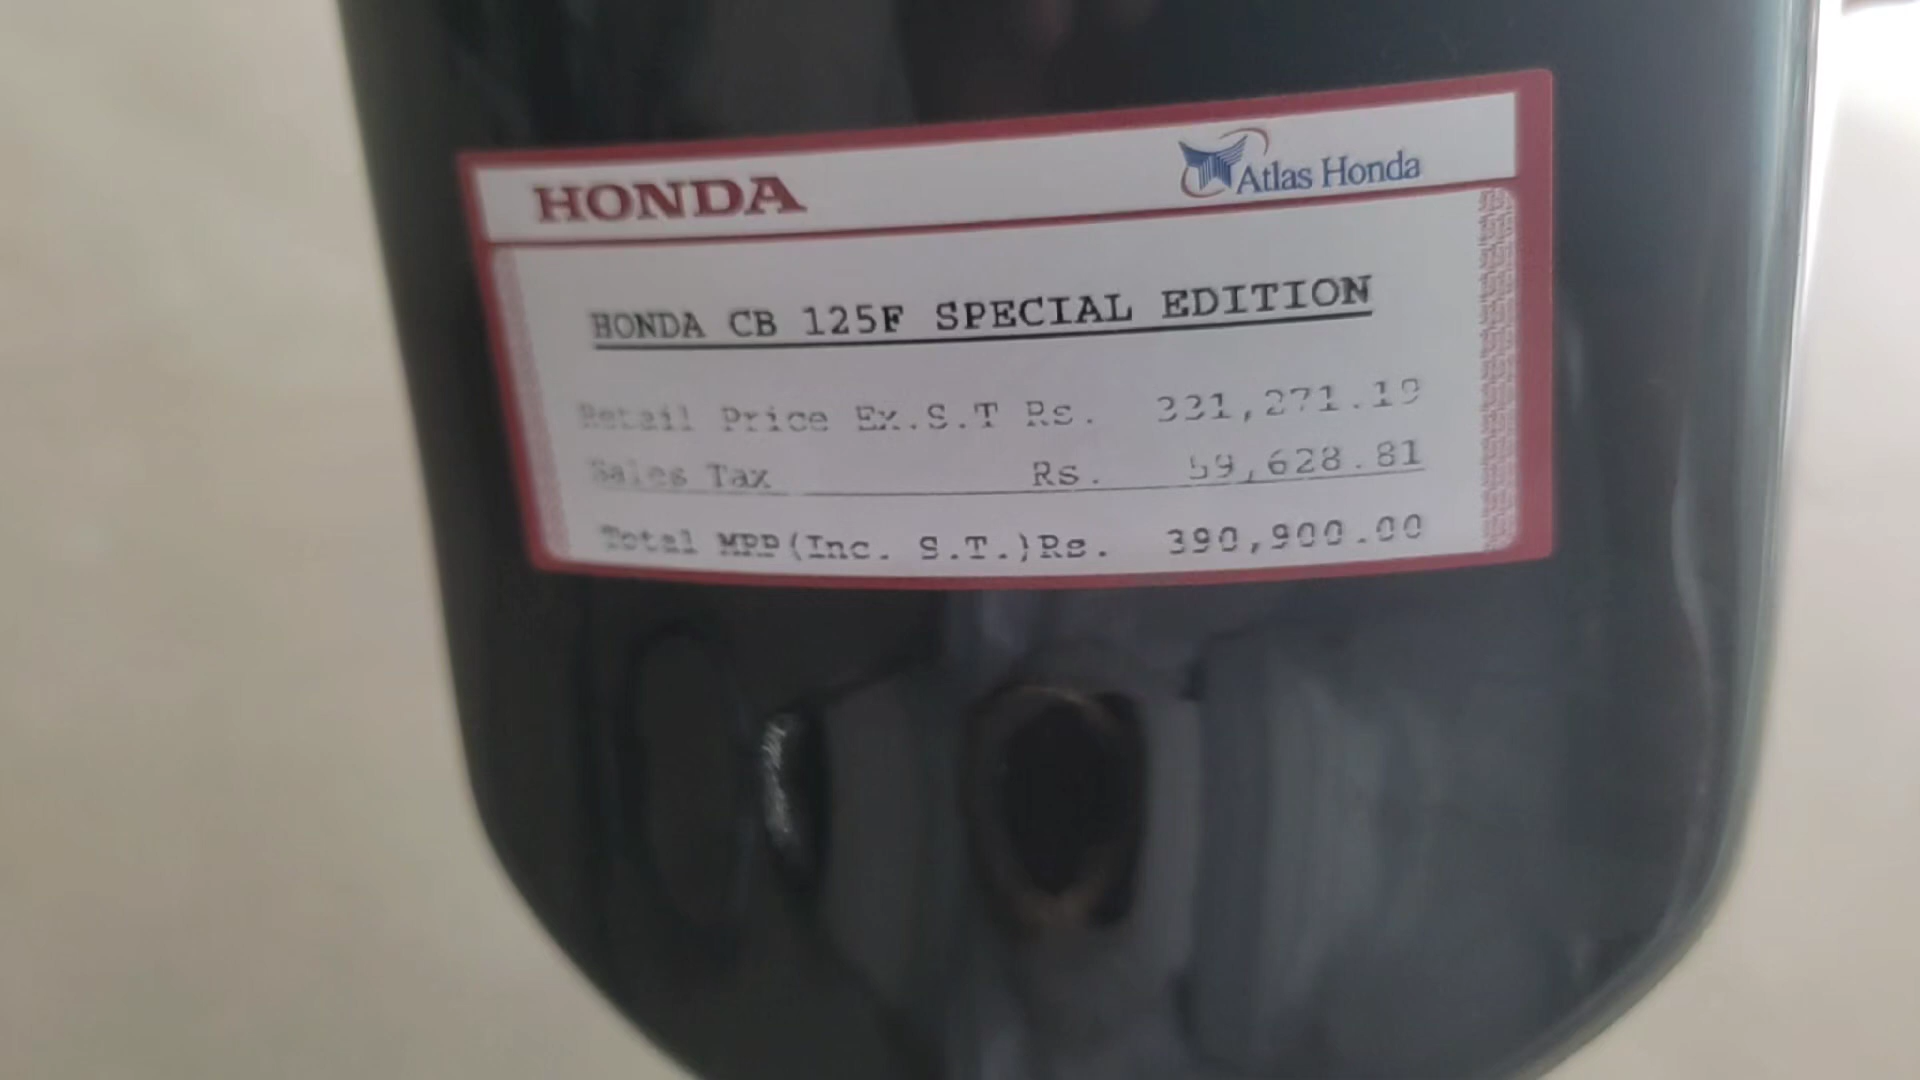 HONDA Atlas Honda
HONDA CB 125F SPECIAL EDITION
Retail Price Ex.S.T Rs. 331,271.19
Sales Tax Rs. 59,628.81
Total MRP(Inc. S.T.)Rs. 390,900.00